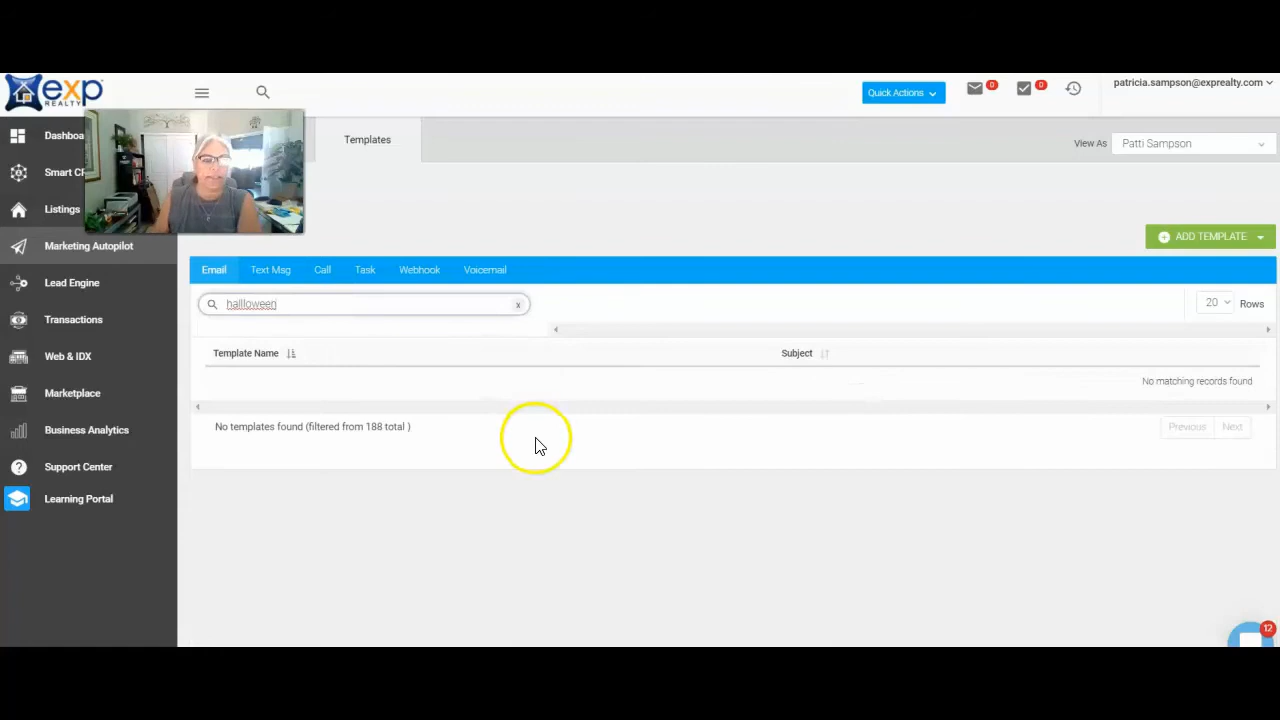 exp
REALTY
Quick Actions
0
0
patricia.sampson@exprealty.com
Dashboa
Templates
View As
Patti Sampson
Smart CR
Listings
Marketing Autopilot
ADD TEMPLATE
Email
Text Msg
Call
Task
Webhook
Voicemail
Lead Engine
hallloween
x
20
Rows
Transactions
Template Name
Subject
Web & IDX
No matching records found
Marketplace
Business Analytics
No templates found (filtered from 188 total )
Previous
Next
Support Center
Learning Portal
12